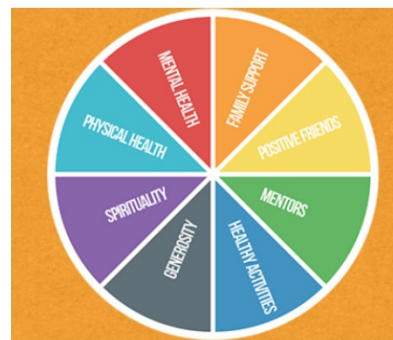 MENTAL HEALTH
FAMILY SUPPORT
POSITIVE FRIENDS
MENTORS
HEALTHY ACTIVITIES
GENEROSITY
SPIRITUALITY
PHYSICAL HEALTH